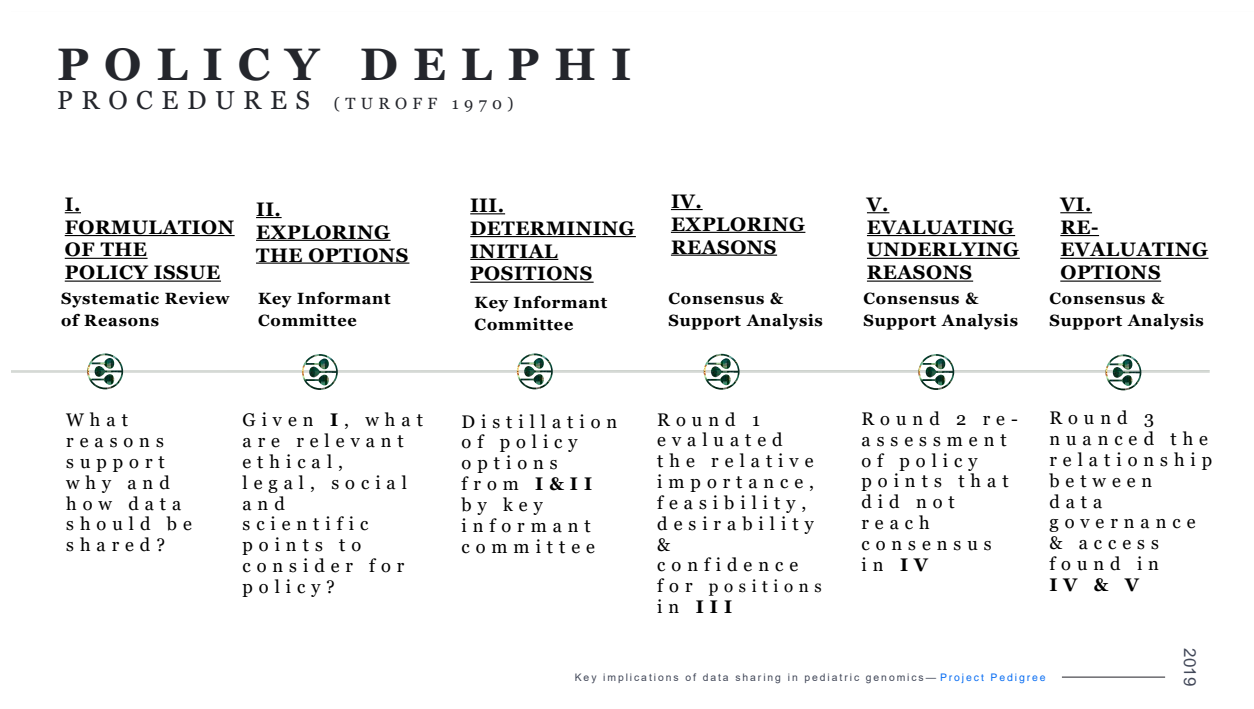 POLICY DELPHI
PROCEDURES (TUROFF 1970)
I.
FORMULATION
OF THE
POLICY ISSUE
Systematic Review
of Reasons
What
reasons
support
why and
how data
should be
shared?
II.
EXPLORING
THE OPTIONS
Key Informant
Committee
Given I, what
are relevant
ethical,
legal, social
and
scientific
points to
consider for
policy?
III.
DETERMINING
INITIAL
POSITIONS
Key Informant
Committee
Distillation
of policy
options
from I&II
by key
informant
committee
IV.
EXPLORING
REASONS
Consensus &
Support Analysis
Round 1
evaluated
the relative
importance,
feasibility,
desirability
&
confidence
for positions
in III
V.
EVALUATING
UNDERLYING
REASONS
Consensus &
Support Analysis
Round 2 re-
assessment
of policy
points that
did not
reach
consensus
in IV
VI.
RE-
EVALUATING
OPTIONS
Consensus &
Support Analysis
Round 3
nuanced the
relationship
between
data
governance
& access
found in
IV & V
Key implications of data sharing in pediatric genomics—Project Pedigree
2019